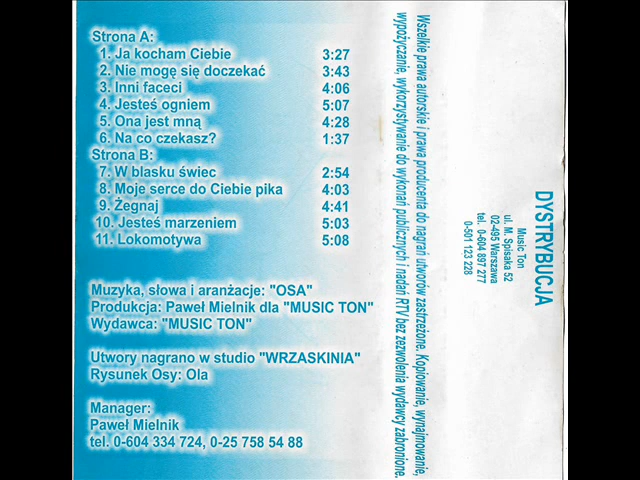 Strona A:
1. Ja kocham Ciebie 3:27
2. Nie mogę się doczekać 3:43
3. Inni faceci 4:06
4. Jesteś ogniem 5:07
5. Ona jest mną 4:28
6. Na co czekasz? 1:37
Strona B:
7. W blasku świec 2:54
8. Moje serce do Ciebie pika 4:03
9. Żegnaj 4:41
10. Jesteś marzeniem 5:03
11. Lokomotywa 5:08
Muzyka, słowa i aranżacje: "OSA"
Produkcja: Paweł Mielnik dla "MUSIC TON"
Wydawca: "MUSIC TON"
Utwory nagrano w studio "WRZASKINIA"
Rysunek Osy: Ola
Manager:
Paweł Mielnik
tel. 0-604 334 724, 0-25 758 54 88
Wszelkie prawa autorskie i prawa producenta do nagrań utworów zastrzeżone. Kopiowanie, wynajmowanie,
wypożyczanie, wykorzystywanie do wykonań publicznych i nadań RTV bez zezwolenia wydawcy zabronione.
DYSTRYBUCJA
Music Ton
ul. M. Spisaka 52
02-495 Warszawa
tel. 0-604 897 277
0-501 123 228